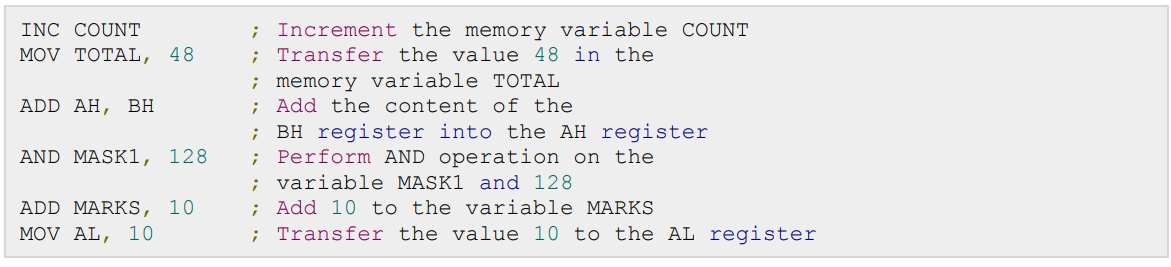 INC COUNT ; Increment the memory variable COUNT
MOV TOTAL, 48 ; Transfer the value 48 in the
; memory variable TOTAL
ADD AH, BH ; Add the content of the
; BH register into the AH register
AND MASK1, 128 ; Perform AND operation on the
; variable MASK1 and 128
ADD MARKS, 10 ; Add 10 to the variable MARKS
MOV AL, 10 ; Transfer the value 10 to the AL register